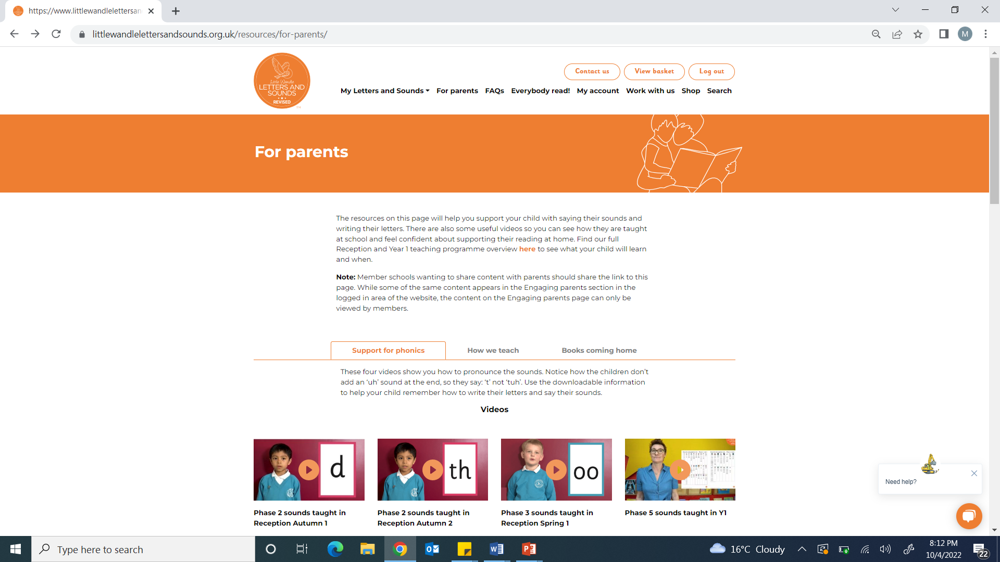 https://www.littlewandlelettersan
littlewandlelettersandsounds.org.uk/resources/for-parents/
M
Little Wandle
LETTERS AND
SOUNDS
REVISED
TM
Contact us
View basket
Log out
My Letters and Sounds
For parents
FAQs
Everybody read!
My account
Work with us
Shop
Search
For parents
The resources on this page will help you support your child with saying their sounds and
writing their letters. There are also some useful videos so you can see how they are taught
at school and feel confident about supporting their reading at home. Find our full
Reception and Year 1 teaching programme overview here to see what your child will learn
and when.
Note: Member schools wanting to share content with parents should share the link to this
page. While some of the same content appears in the Engaging parents section in the
logged in area of the website, the content on the Engaging parents page can only be
viewed by members.
Support for phonics
How we teach
Books coming home
These four videos show you how to pronounce the sounds. Notice how the children don’t
add an ‘uh’ sound at the end, so they say: ‘t’ not ‘tuh’. Use the downloadable information
to help your child remember how to write their letters and say their sounds.
Videos
d
th
oo
Phase 2 sounds taught in
Reception Autumn 1
Phase 2 sounds taught in
Reception Autumn 2
Phase 3 sounds taught in
Reception Spring 1
Phase 5 sounds taught in Y1
Need help?
Type here to search
16°C Cloudy
8:12 PM
10/4/2022
22